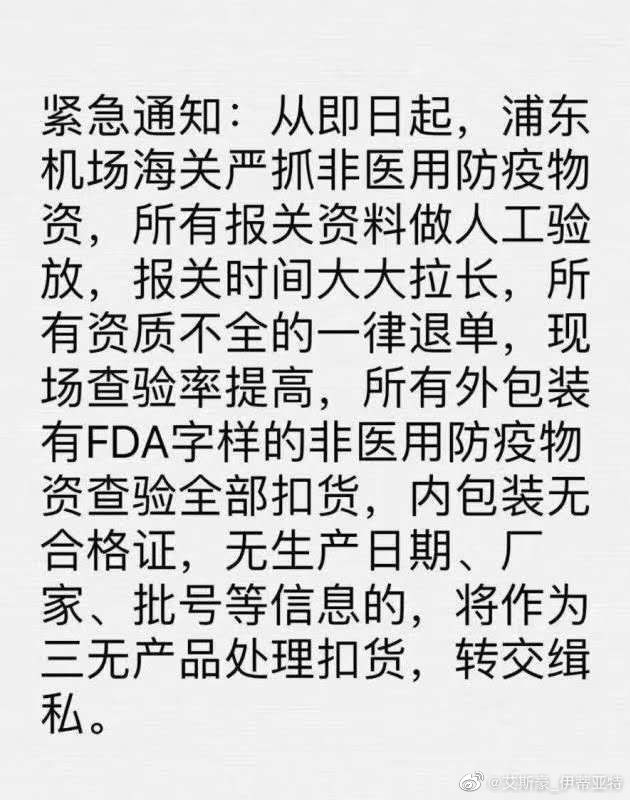 紧急通知：从即日起，浦东
机场海关严抓非医用防疫物
资，所有报关资料做人工验
放，报关时间大大拉长，所
有资质不全的一律退单，现
场查验率提高，所有外包装
有FDA字样的非医用防疫物
资查验全部扣货，内包装无
合格证，无生产日期、厂
家、批号等信息的，将作为
三无产品处理扣货，转交缉
私。
@艾斯豪_伊蒂亚特